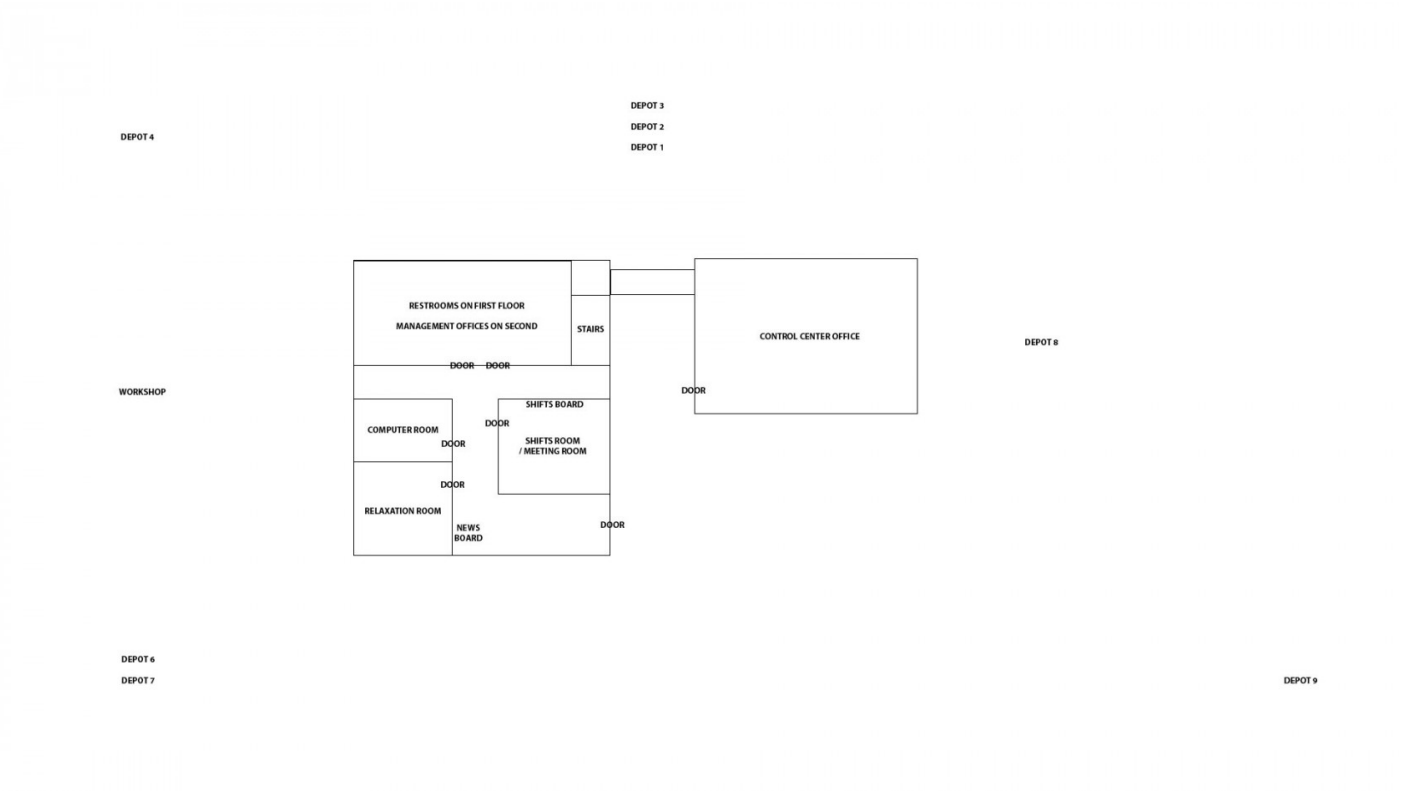 DEPOT 3
DEPOT 2
DEPOT 1
DEPOT 4
RESTROOMS ON FIRST FLOOR
MANAGEMENT OFFICES ON SECOND
STAIRS
CONTROL CENTER OFFICE
DEPOT 8
DOOR
DOOR
DOOR
WORKSHOP
SHIFTS BOARD
DOOR
COMPUTER ROOM
DOOR
SHIFTS ROOM
/ MEETING ROOM
DOOR
RELAXATION ROOM
NEWS
BOARD
DOOR
DEPOT 6
DEPOT 7
DEPOT 9